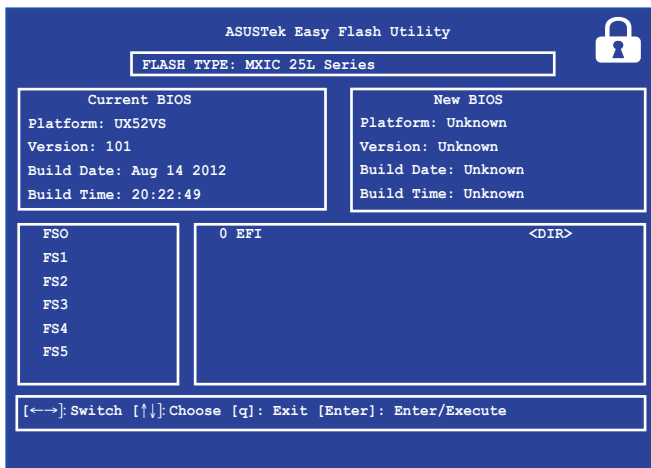 ASUSTek Easy Flash Utility
FLASH TYPE: MXIC 25L Series
Current BIOS
Platform: UX52VS
Version: 101
Build Date: Aug 14 2012
Build Time: 20:22:49
New BIOS
Platform: Unknown
Version: Unknown
Build Date: Unknown
Build Time: Unknown
FSO
FS1
FS2
FS3
FS4
FS5
0 EFI <DIR>
[←→]: Switch [↑↓]: Choose [q]: Exit [Enter]: Enter/Execute